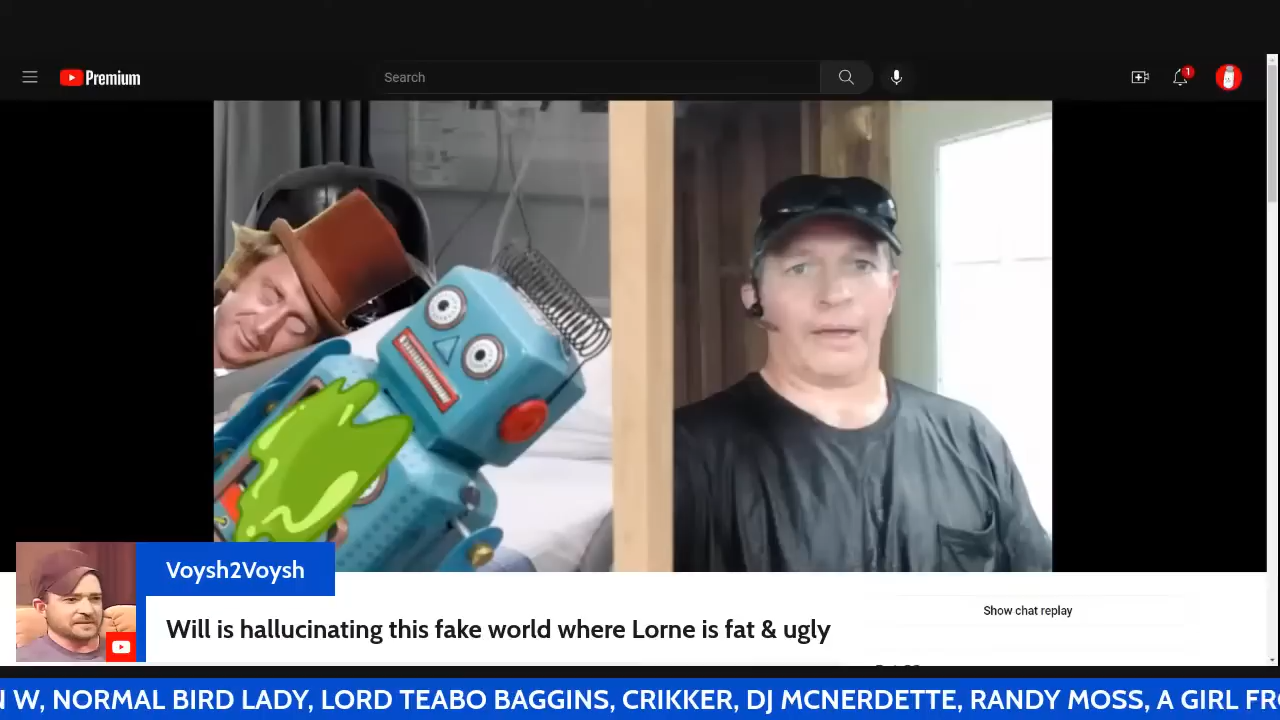 Premium
Search
1
Voysh2Voysh
Will is hallucinating this fake world where Lorne is fat & ugly
Show chat replay
W, NORMAL BIRD LADY, LORD TEABO BAGGINS, CRIKKER, DJ MCNERDETTE, RANDY MOSS, A GIRL